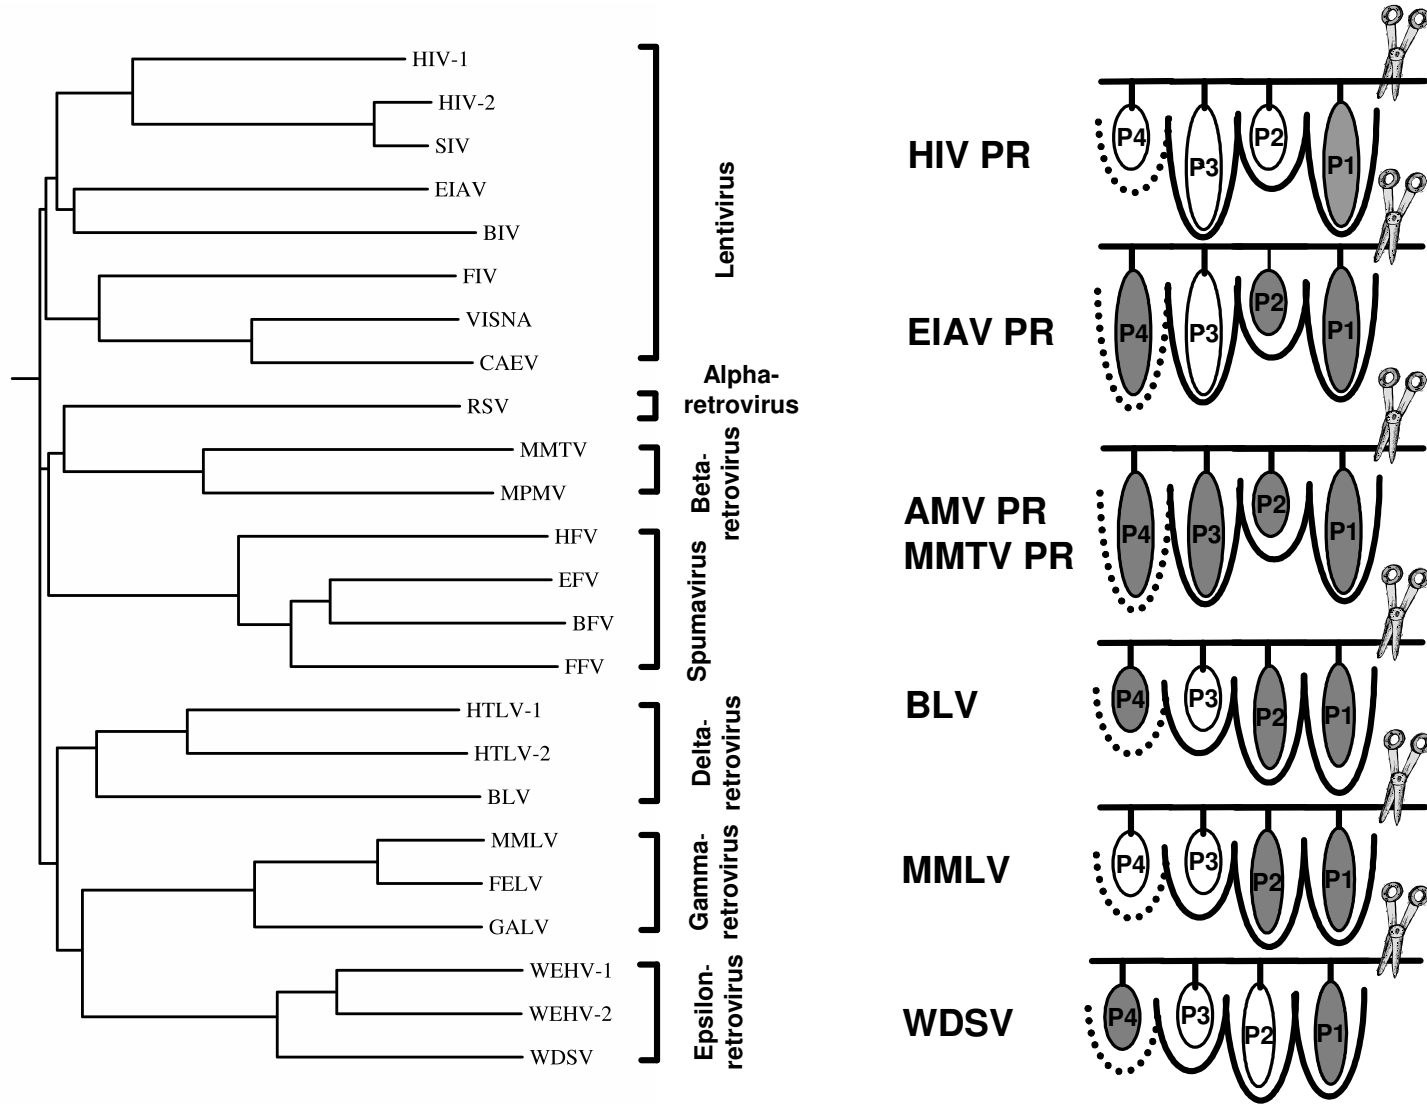 HIV-1
HIV-2
SIV
EIAV
BIV
FIV
VISNA
CAEV
RSV
MMTV
MPMV
HFV
EFV
BFV
FFV
HTLV-1
HTLV-2
BLV
MMLV
FELV
GALV
WEHV-1
WEHV-2
WDSV
Lentivirus
Alpha-
retrovirus
Beta-
retrovirus
Spumavirus
Delta-
retrovirus
Gamma-
retrovirus
Epsilon-
retrovirus
HIV PR
P4 P3 P2 P1
EIAV PR
P4 P3 P2 P1
AMV PR
MMTV PR
P4 P3 P2 P1
BLV
P4 P3 P2 P1
MMLV
P4 P3 P2 P1
WDSV
P4 P3 P2 P1